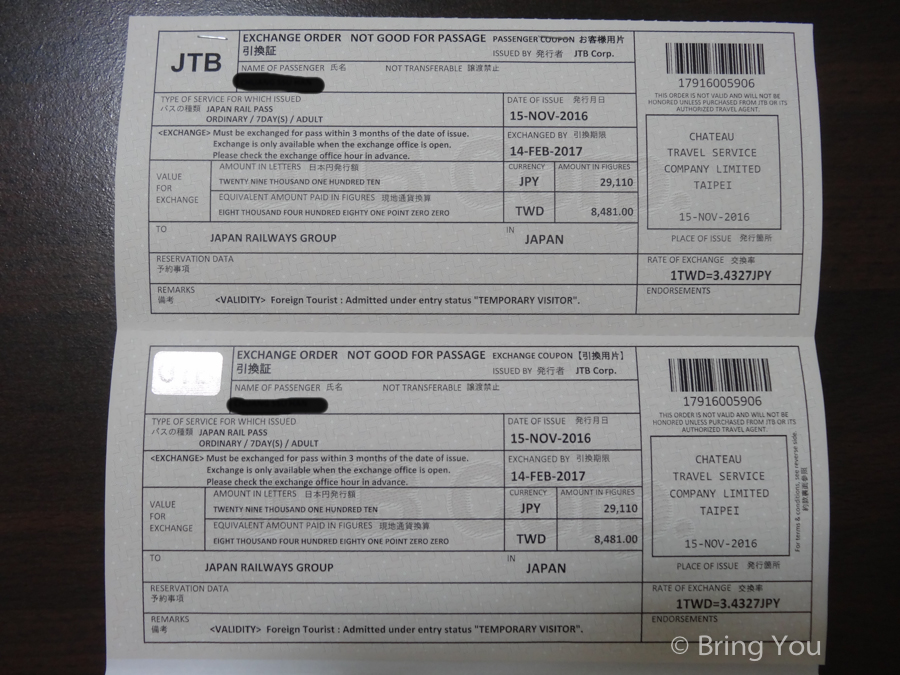 JTB
EXCHANGE ORDER NOT GOOD FOR PASSAGE PASSENGER COUPON お客様用片
引換証 ISSUED BY 発行者 JTB Corp.
NAME OF PASSENGER 氏名 NOT TRANSFERABLE 譲渡禁止
17916005906
THIS ORDER IS NOT VALID AND WILL NOT BE
HONORED UNLESS PURCHASED FROM JTB OR ITS
AUTHORIZED TRAVEL AGENT.
TYPE OF SERVICE FOR WHICH ISSUED
パスの種類 JAPAN RAIL PASS
ORDINARY / 7DAY(S) / ADULT
DATE OF ISSUE 発行月日
15-NOV-2016
<EXCHANGE> Must be exchanged for pass within 3 months of the date of issue.
Exchange is only available when the exchange office is open.
Please check the exchange office hour in advance.
EXCHANGED BY 引換期限
14-FEB-2017
VALUE
FOR
EXCHANGE
AMOUNT IN LETTERS 日本円発行額
TWENTY NINE THOUSAND ONE HUNDRED TEN
CURRENCY AMOUNT IN FIGURES
JPY 29,110
EQUIVALENT AMOUNT PAID IN FIGURES 現地通貨換算
EIGHT THOUSAND FOUR HUNDRED EIGHTY ONE POINT ZERO ZERO
TWD 8,481.00
CHATEAU
TRAVEL SERVICE
COMPANY LIMITED
TAIPEI
15-NOV-2016
PLACE OF ISSUE 発行箇所
TO JAPAN RAILWAYS GROUP
IN JAPAN
RESERVATION DATA
予約事項
RATE OF EXCHANGE 交換率
1TWD=3.4327JPY
REMARKS
備考
<VALIDITY> Foreign Tourist : Admitted under entry status "TEMPORARY VISITOR".
ENDORSEMENTS
EXCHANGE ORDER NOT GOOD FOR PASSAGE EXCHANGE COUPON【引換用片】
引換証 ISSUED BY 発行者 JTB Corp.
NAME OF PASSENGER 氏名 NOT TRANSFERABLE 譲渡禁止
17916005906
THIS ORDER IS NOT VALID AND WILL NOT BE
HONORED UNLESS PURCHASED FROM JTB OR ITS
AUTHORIZED TRAVEL AGENT.
TYPE OF SERVICE FOR WHICH ISSUED
パスの種類 JAPAN RAIL PASS
ORDINARY / 7DAY(S) / ADULT
DATE OF ISSUE 発行月日
15-NOV-2016
<EXCHANGE> Must be exchanged for pass within 3 months of the date of issue.
Exchange is only available when the exchange office is open.
Please check the exchange office hour in advance.
EXCHANGED BY 引換期限
14-FEB-2017
VALUE
FOR
EXCHANGE
AMOUNT IN LETTERS 日本円発行額
TWENTY NINE THOUSAND ONE HUNDRED TEN
CURRENCY AMOUNT IN FIGURES
JPY 29,110
EQUIVALENT AMOUNT PAID IN FIGURES 現地通貨換算
EIGHT THOUSAND FOUR HUNDRED EIGHTY ONE POINT ZERO ZERO
TWD 8,481.00
CHATEAU
TRAVEL SERVICE
COMPANY LIMITED
TAIPEI
15-NOV-2016
For terms & conditions, see reverse side.
約款裏面参照
PLACE OF ISSUE 発行箇所
TO JAPAN RAILWAYS GROUP
IN JAPAN
RESERVATION DATA
予約事項
RATE OF EXCHANGE 交換率
1TWD=3.4327JPY
REMARKS
備考
<VALIDITY> Foreign Tourist : Admitted under entry status "TEMPORARY VISITOR".
ENDORSEMENTS
© Bring You